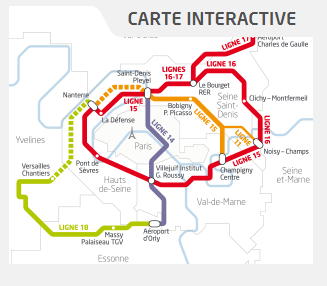 CARTE INTERACTIVE
LIGNE 17
Aéroport
Charles de Gaulle
Saint-Denis
Pleyel
LIGNES
16-17
LIGNE 16
Le Bourget
RER
Nanterre
LIGNE
15
Bobigny
P. Picasso
Seine
Saint-
Denis
Clichy – Montfermeil
La Défense
LIGNE 14
LIGNE 15
LIGNE
11
LIGNE 16
Yvelines
Paris
Noisy – Champs
Versailles
Chantiers
Pont de
Sèvres
Villejuif Institut
G. Roussy
LIGNE 15
Champigny
Centre
Seine
et-Marne
Hauts
de-Seine
Val-de-Marne
LIGNE 18
Massy
Palaiseau TGV
Aéroport
d'Orly
Essonne